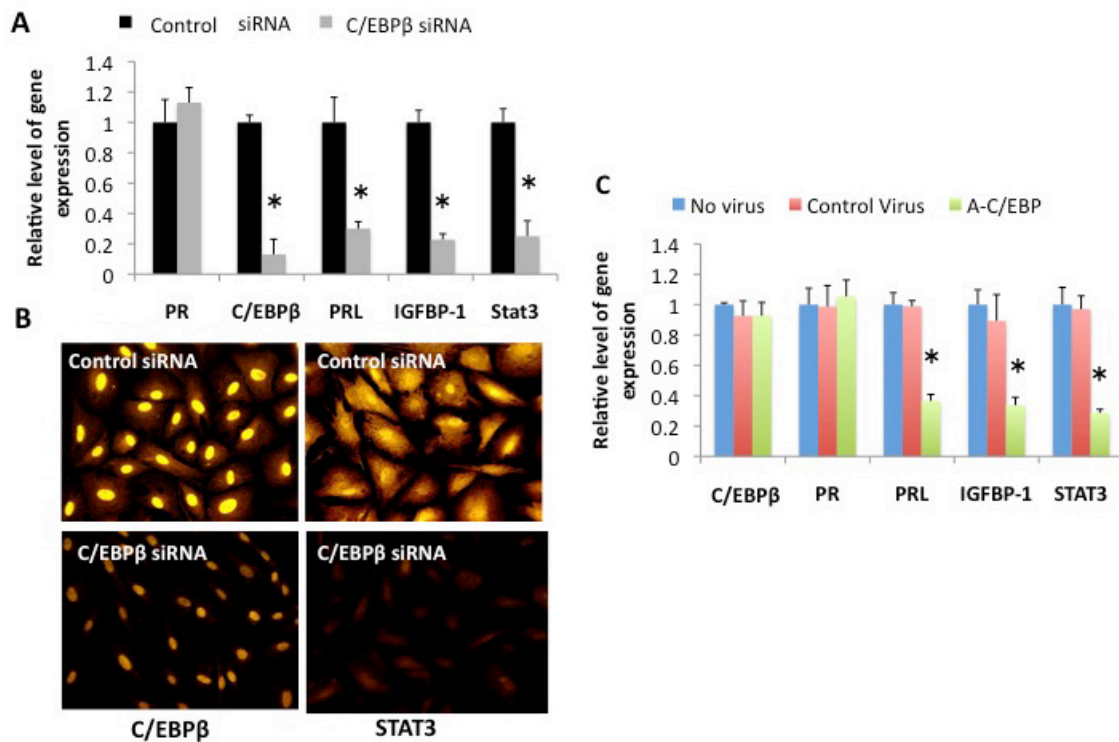 A
Control siRNA C/EBPβ siRNA
Relative level of gene
expression
1.4
1.2
1
0.8
0.6
0.4
0.2
0
* * * *
PR C/EBPβ PRL IGFBP-1 Stat3
B
Control siRNA Control siRNA
C/EBPβ siRNA C/EBPβ siRNA
C/EBPβ STAT3
C
No virus Control Virus A-C/EBP
Relative level of gene
expression
1.4
1.2
1
0.8
0.6
0.4
0.2
0
* * *
C/EBPβ PR PRL IGFBP-1 STAT3